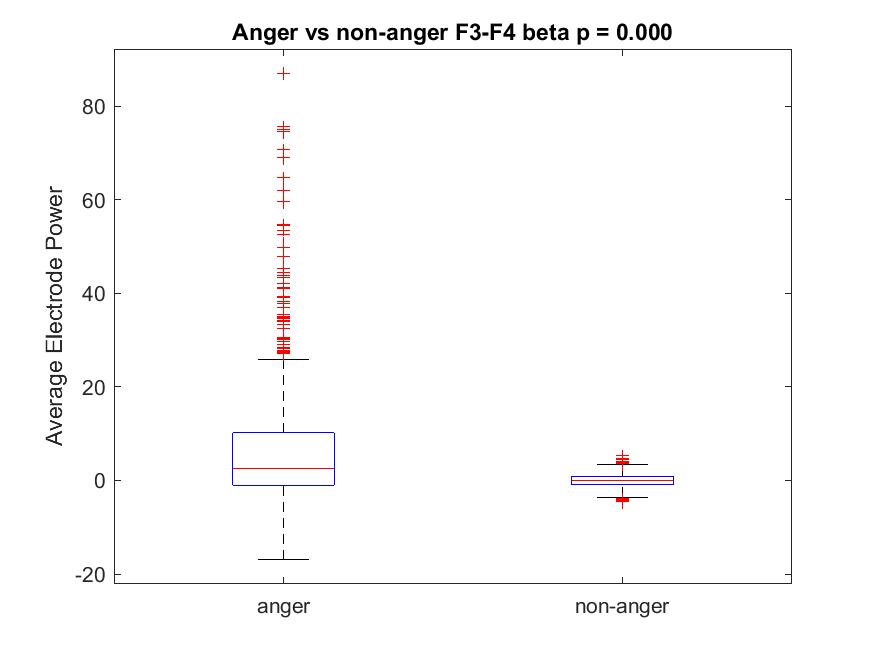 Anger vs non-anger F3-F4 beta p = 0.000
Average Electrode Power
80
60
40
20
0
-20
anger
non-anger